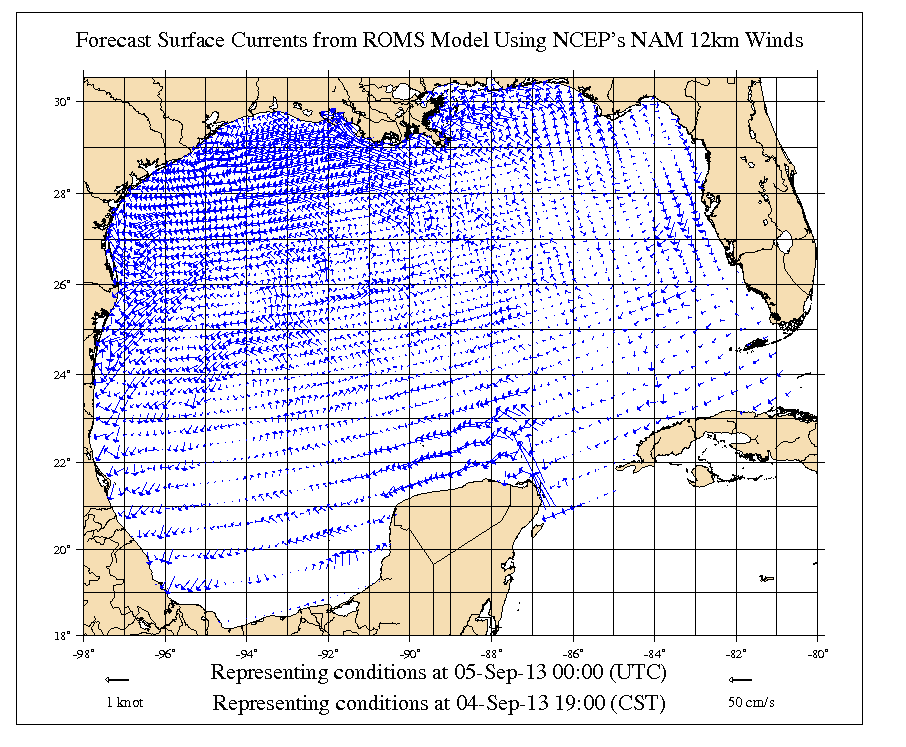 Forecast Surface Currents from ROMS Model Using NCEP's NAM 12km Winds
30°
28°
26°
24°
22°
20°
18°
-98° -96° -94° -92° -90° -88° -86° -84° -82° -80°
Representing conditions at 05-Sep-13 00:00 (UTC)
1 knot Representing conditions at 04-Sep-13 19:00 (CST) 50 cm/s